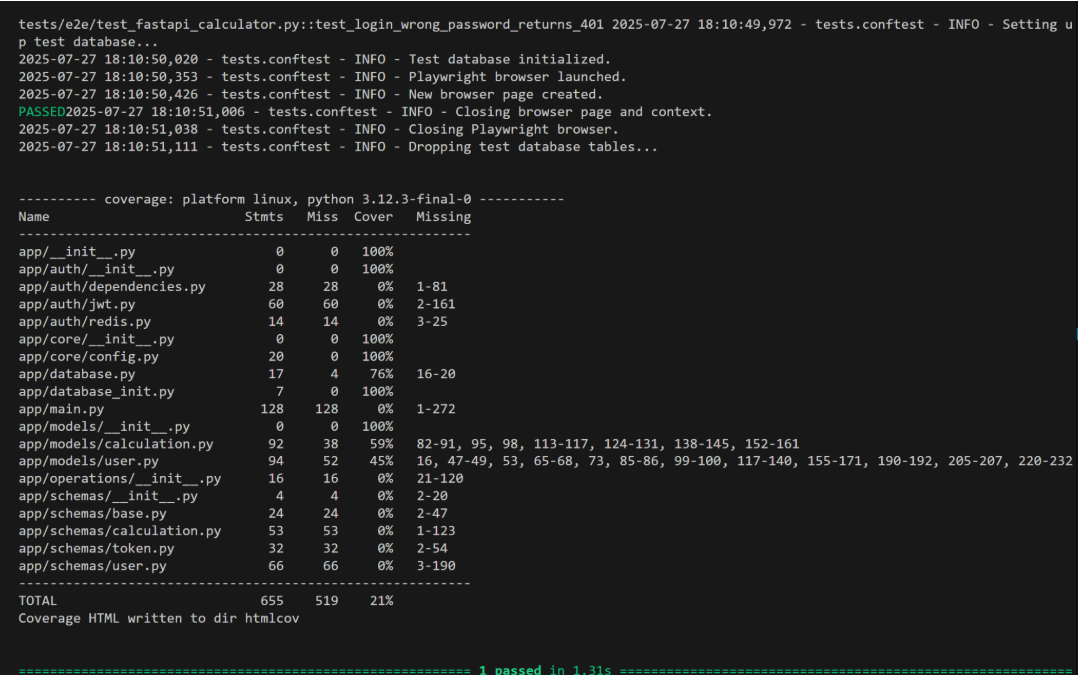 tests/e2e/test_fastapi_calculator.py::test_login_wrong_password_returns_401 2025-07-27 18:10:49,972 - tests.conftest - INFO - Setting u
p test database...
2025-07-27 18:10:50,020 - tests.conftest - INFO - Test database initialized.
2025-07-27 18:10:50,353 - tests.conftest - INFO - Playwright browser launched.
2025-07-27 18:10:50,426 - tests.conftest - INFO - New browser page created.
PASSED2025-07-27 18:10:51,006 - tests.conftest - INFO - Closing browser page and context.
2025-07-27 18:10:51,038 - tests.conftest - INFO - Closing Playwright browser.
2025-07-27 18:10:51,111 - tests.conftest - INFO - Dropping test database tables...
---------- coverage: platform linux, python 3.12.3-final-0 -----------
Name                         Stmts   Miss  Cover   Missing
----------------------------------------------------------
app/__init__.py                  0      0   100%
app/auth/__init__.py             0      0   100%
app/auth/dependencies.py        28     28     0%   1-81
app/auth/jwt.py                 60     60     0%   2-161
app/auth/redis.py               14     14     0%   3-25
app/core/__init__.py             0      0   100%
app/core/config.py              20      0   100%
app/database.py                 17      4    76%   16-20
app/database_init.py             7      0   100%
app/main.py                    128    128     0%   1-272
app/models/__init__.py           0      0   100%
app/models/calculation.py       92     38    59%   82-91, 95, 98, 113-117, 124-131, 138-145, 152-161
app/models/user.py              94     52    45%   16, 47-49, 53, 65-68, 73, 85-86, 99-100, 117-140, 155-171, 190-192, 205-207, 220-232
app/operations/__init__.py      16     16     0%   21-120
app/schemas/__init__.py          4      4     0%   2-20
app/schemas/base.py             24     24     0%   2-47
app/schemas/calculation.py      53     53     0%   1-123
app/schemas/token.py            32     32     0%   2-54
app/schemas/user.py             66     66     0%   3-190
----------------------------------------------------------
TOTAL                          655    519    21%
Coverage HTML written to dir htmlcov
========================================================== 1 passed in 1.31s ==========================================================